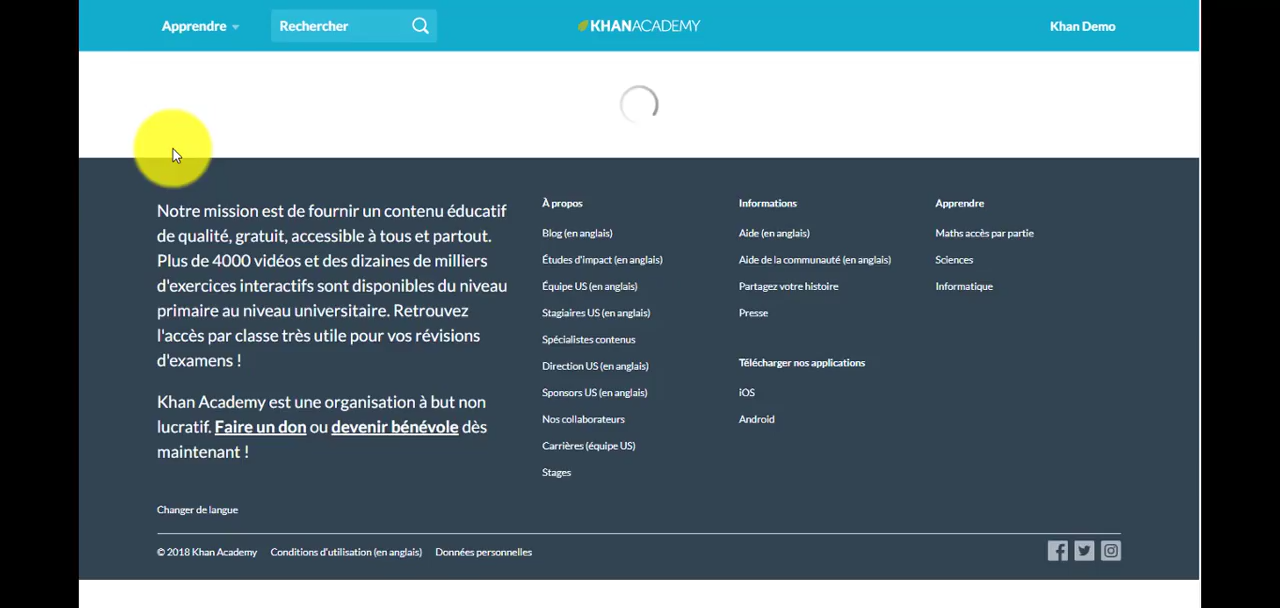 Apprendre
Rechercher
KHANACADEMY
Khan Demo
Notre mission est de fournir un contenu éducatif
de qualité, gratuit, accessible à tous et partout.
Plus de 4000 vidéos et des dizaines de milliers
d'exercices interactifs sont disponibles du niveau
primaire au niveau universitaire. Retrouvez
l'accès par classe très utile pour vos révisions
d'examens !
Khan Academy est une organisation à but non
lucratif. Faire un don ou devenir bénévole dès
maintenant !
À propos
Blog (en anglais)
Études d'impact (en anglais)
Équipe US (en anglais)
Stagiaires US (en anglais)
Spécialistes contenus
Direction US (en anglais)
Sponsors US (en anglais)
Nos collaborateurs
Carrières (équipe US)
Stages
Informations
Aide (en anglais)
Aide de la communauté (en anglais)
Partagez votre histoire
Presse
Télécharger nos applications
iOS
Android
Apprendre
Maths accès par partie
Sciences
Informatique
Changer de langue
© 2018 Khan Academy
Conditions d'utilisation (en anglais)
Données personnelles